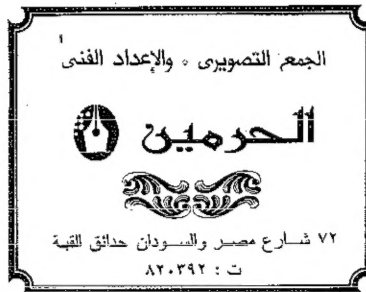 الجمع التصويرى * والإعداد الفنى
الحرمين
٧٢ شارع مصر والسودان حدائق القبة
ت : ٨٢٠٣٩٢